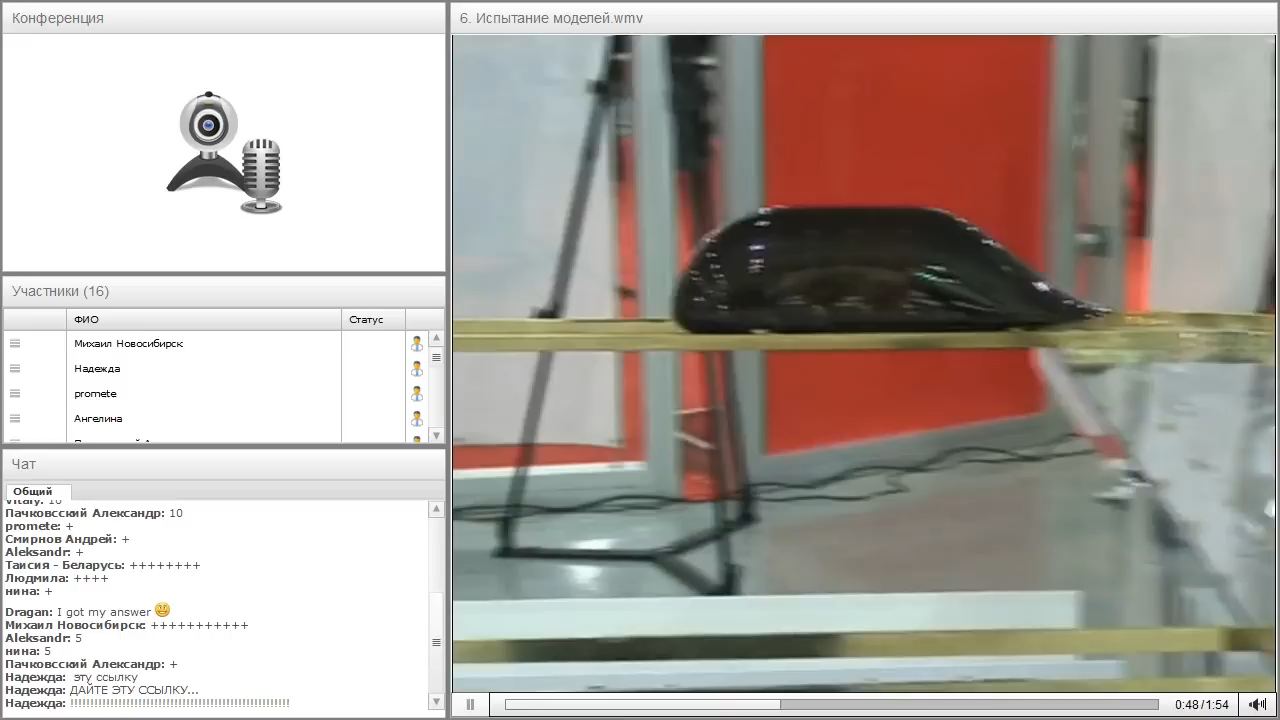 Конференция
6. Испытание моделей.wmv
Участники (16)
ФИО
Статус
Михаил Новосибирск
Надежда
promete
Ангелина
Чат
Общий
Vitaly: 10
Пачковсский Александр: 10
promete: +
Смирнов Андрей: +
Aleksandr: +
Таисия - Беларусь: ++++++++
Людмила: ++++
нина: +
Dragan: I got my answer
Михаил Новосибирск: +++++++++++
Aleksandr: 5
нина: 5
Пачковсский Александр: +
Надежда: эту ссылку
Надежда: ДАЙТЕ ЭТУ ССЫЛКУ...
Надежда: !!!!!!!!!!!!!!!!!!!!!!!!!!!!!!!!!!!!!!!!!!!!!!!!!!!!!!!
0:48 / 1:54